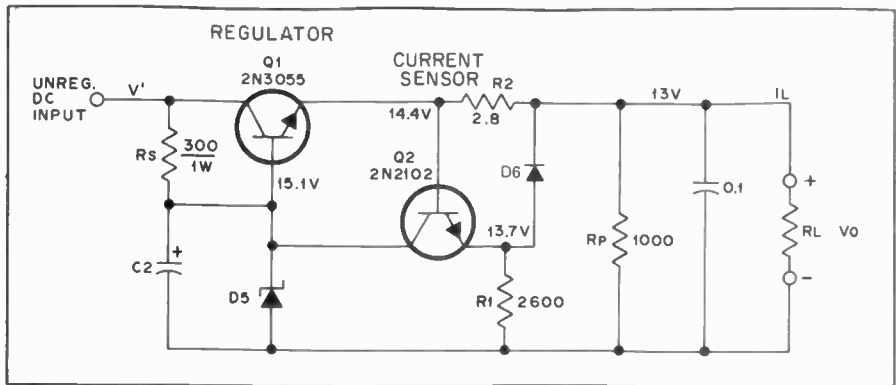 REGULATOR
Q1
2N3055
CURRENT
SENSOR
R2
2.8
UNREG.
DC
INPUT
V'
14.4V
13V
IL
RS
300
1W
15.1V
Q2
2N2102
D6
0.1
+
RL
VO
-
C2
+
D5
13.7V
R1
2600
RP
1000